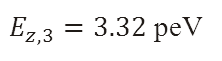 E_{z,3} = 3.32 peV